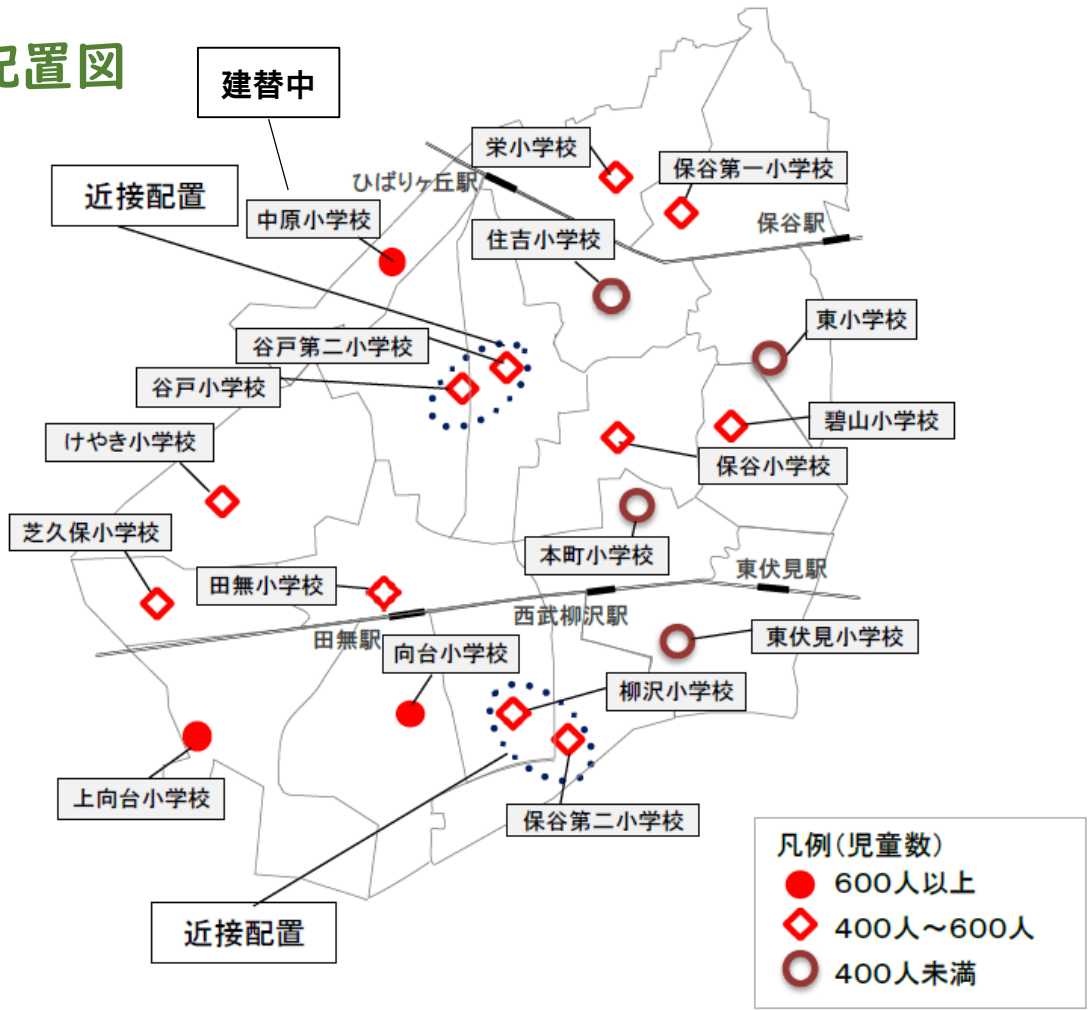 配置図
建替中
近接配置
栄小学校
保谷第一小学校
ひばりヶ丘駅
中原小学校
住吉小学校
保谷駅
東小学校
谷戸第二小学校
谷戸小学校
碧山小学校
けやき小学校
保谷小学校
芝久保小学校
本町小学校
田無小学校
東伏見駅
西武柳沢駅
田無駅
東伏見小学校
向台小学校
柳沢小学校
上向台小学校
保谷第二小学校
近接配置
凡例(児童数)
600人以上
400人~600人
400人未満